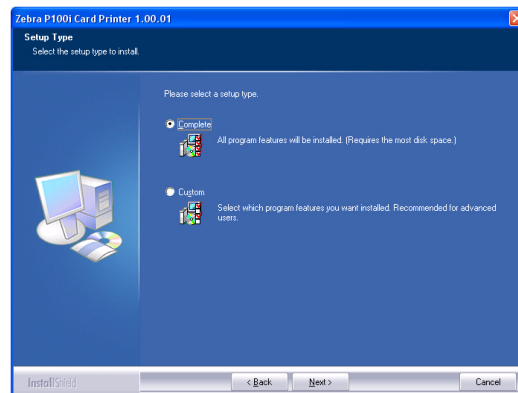 Zebra P100i Card Printer 1.00.01
Setup Type
Select the setup type to install.
Please select a setup type.
Complete
All program features will be installed. (Requires the most disk space.)
Custom
Select which program features you want installed. Recommended for advanced
users.
InstallShield
< Back
Next >
Cancel